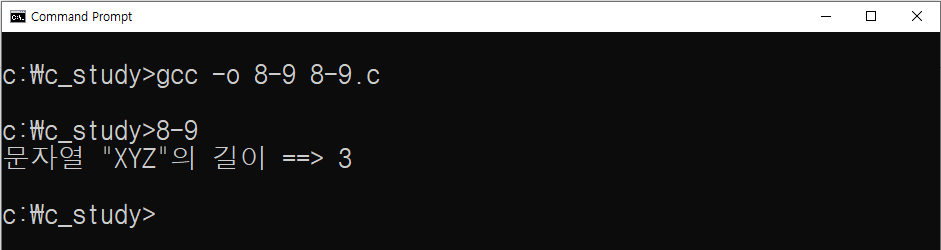 Command Prompt
c:₩c_study>gcc -o 8-9 8-9.c
c:₩c_study>8-9
문자열 "XYZ"의 길이 ==> 3
c:₩c_study>